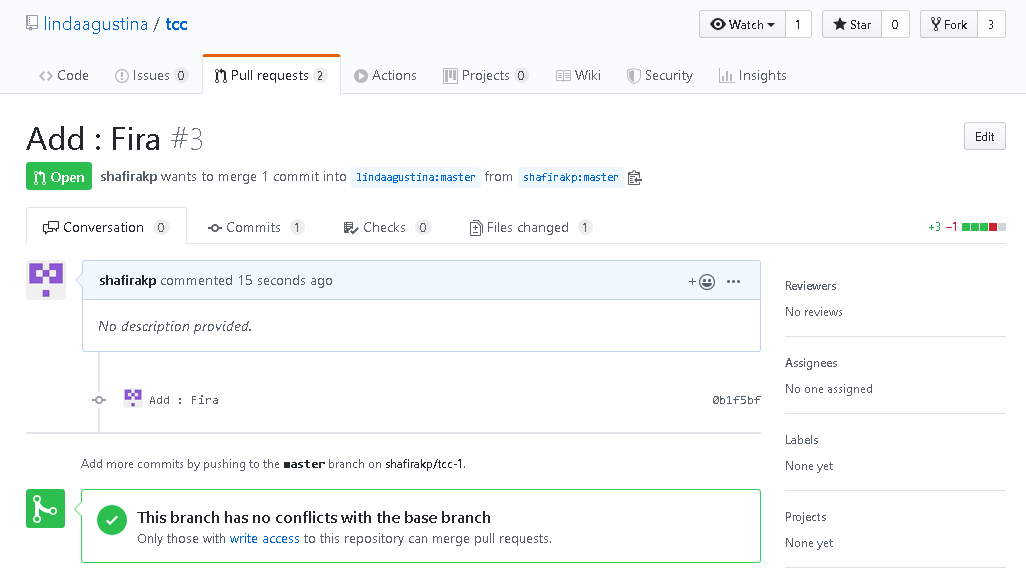 lindaagustina / tcc
Watch 1 Star 0 Fork 3
Code Issues 0 Pull requests 2 Actions Projects 0 Wiki Security Insights
Add : Fira #3
Edit
Open shafirakp wants to merge 1 commit into lindaagustina:master from shafirakp:master
Conversation 0 Commits 1 Checks 0 Files changed 1 +3 −1
shafirakp commented 15 seconds ago
No description provided.
Add : Fira 0b1f5bf
Add more commits by pushing to the master branch on shafirakp/tcc-1.
This branch has no conflicts with the base branch
Only those with write access to this repository can merge pull requests.
Reviewers
No reviews
Assignees
No one assigned
Labels
None yet
Projects
None yet